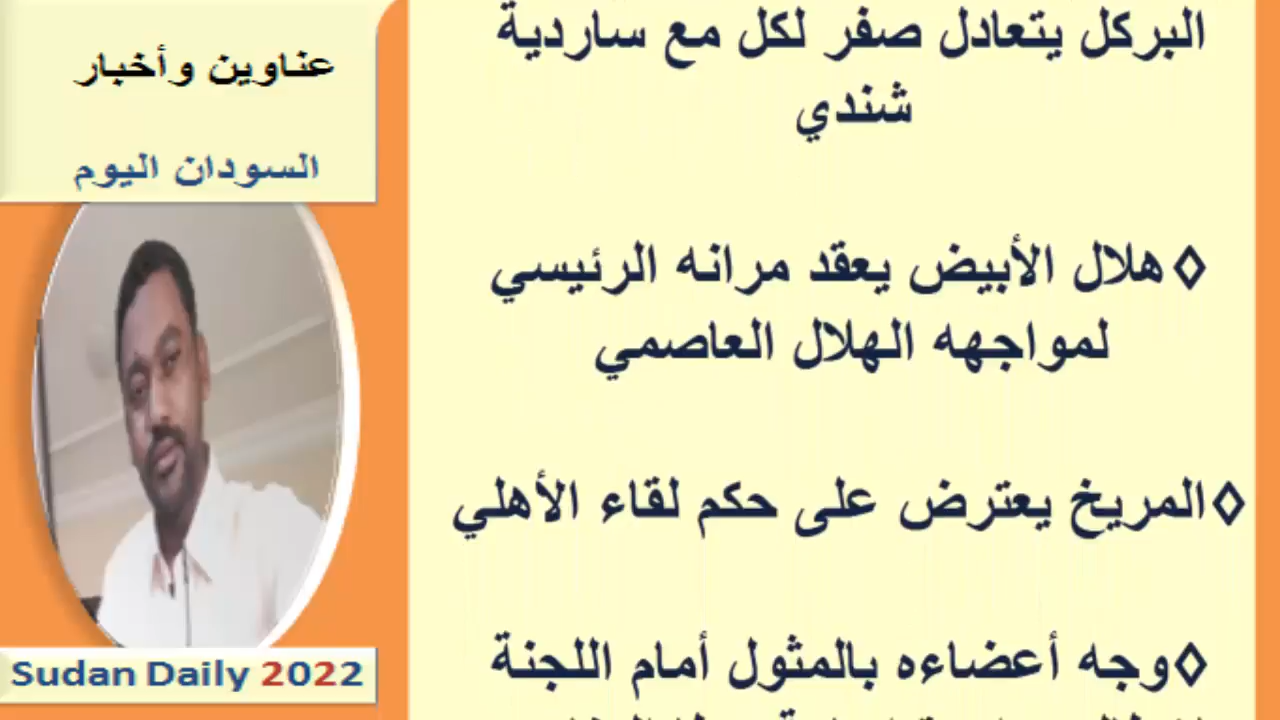 عناوين وأخبار
السودان اليوم
Sudan Daily 2022
البركل يتعادل صفر لكل مع ساردية
شندي
◊هلال الأبيض يعقد مرانه الرئيسي
لمواجهه الهلال العاصمي
◊المريخ يعترض على حكم لقاء الأهلي
◊وجه أعضاءه بالمثول أمام اللجنة